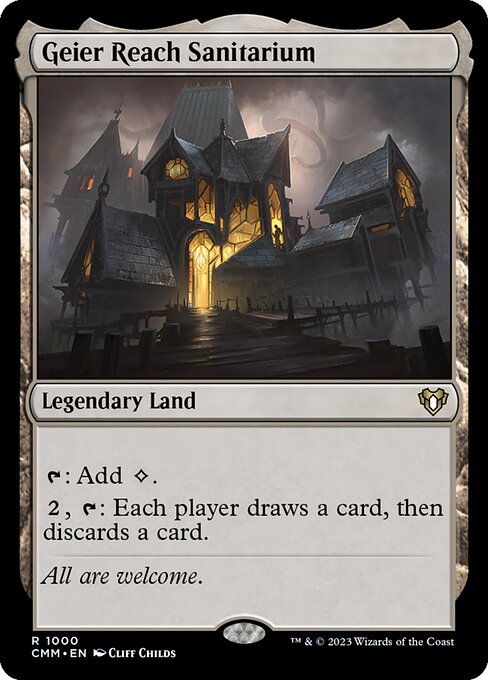 Geier Reach Sanitarium
Legendary Land
: Add .
2, : Each player draws a card, then
discards a card.
All are welcome.
R 1000
CMM • EN Cliff Childs
™ & © 2023 Wizards of the Coast